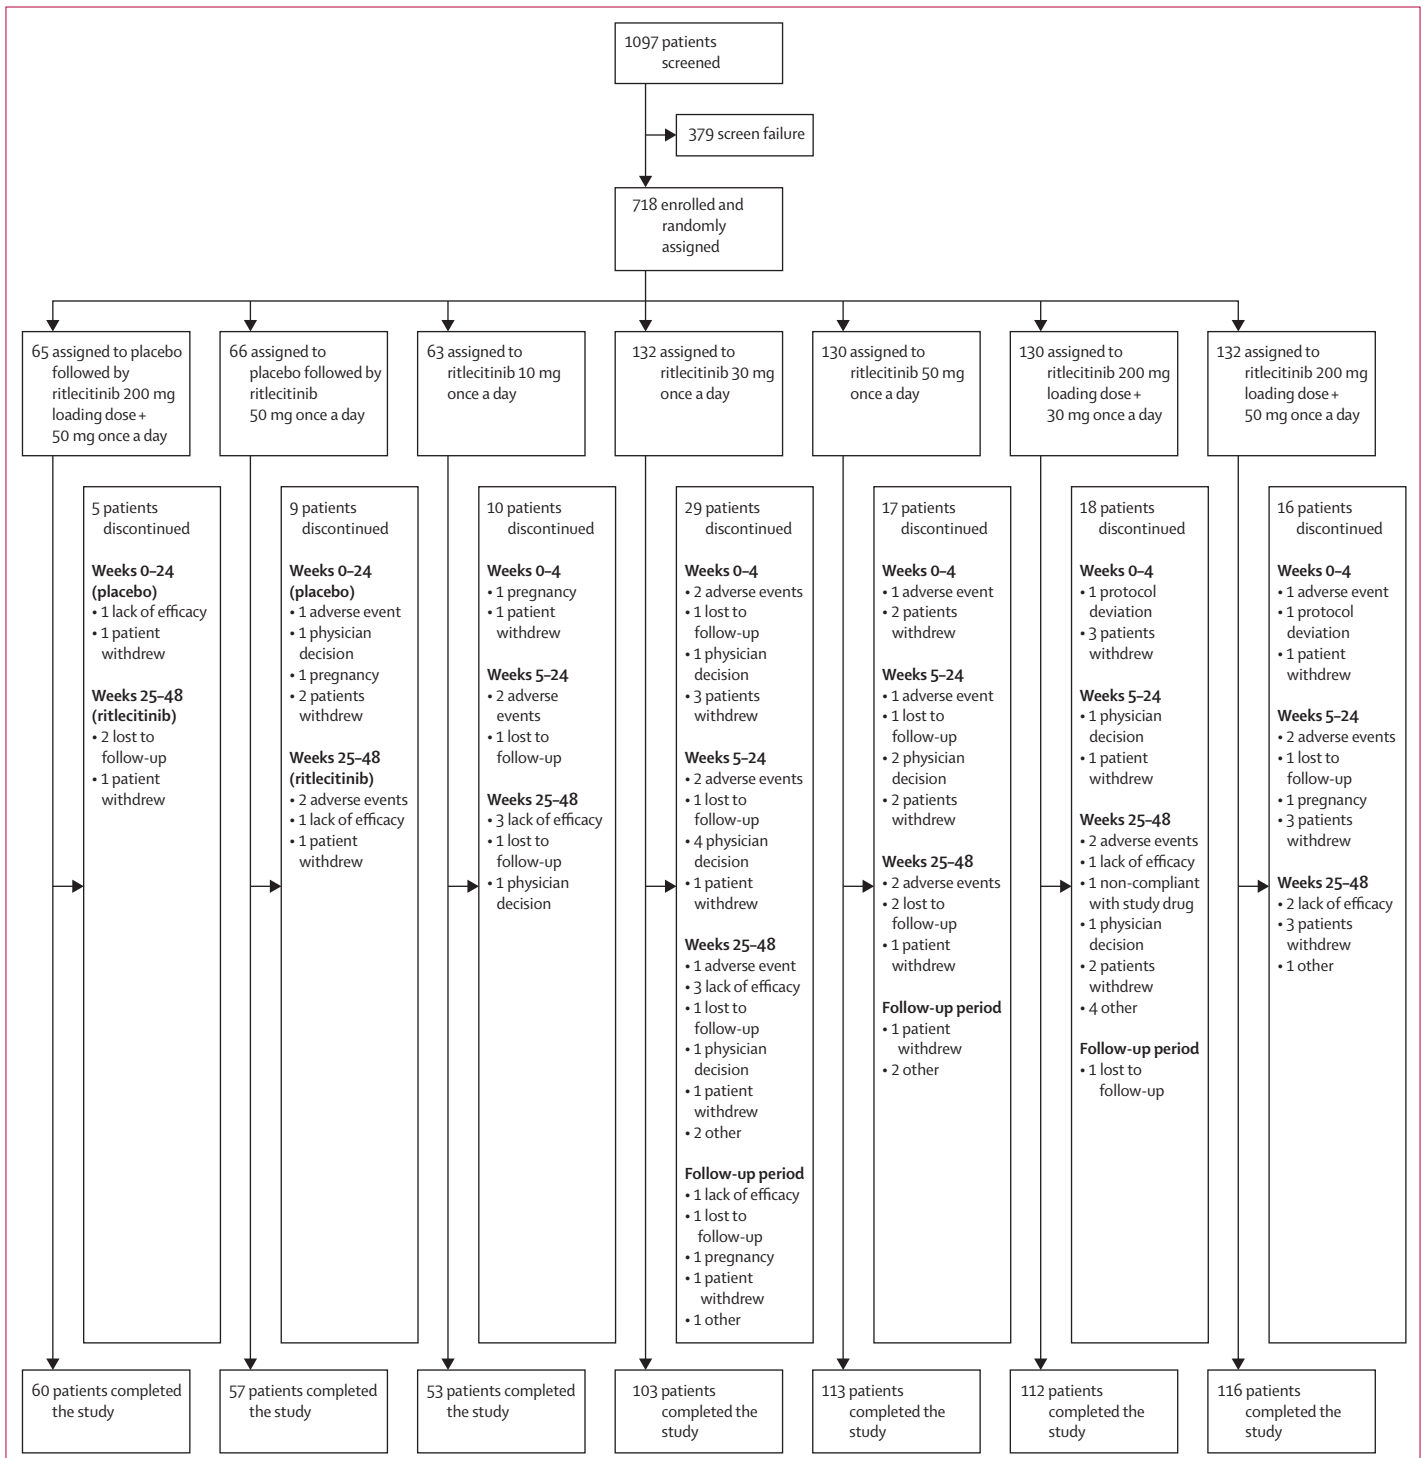 1097 patients
screened
379 screen failure
718 enrolled and
randomly
assigned
65 assigned to placebo
followed by
ritlecitinib 200 mg
loading dose +
50 mg once a day
66 assigned to
placebo followed by
ritlecitinib
50 mg once a day
63 assigned to
ritlecitinib 10 mg
once a day
132 assigned to
ritlecitinib 30 mg
once a day
130 assigned to
ritlecitinib 50 mg
once a day
130 assigned to
ritlecitinib 200 mg
loading dose +
30 mg once a day
132 assigned to
ritlecitinib 200 mg
loading dose +
50 mg once a day
5 patients
discontinued
Weeks 0–24
(placebo)
• 1 lack of efficacy
• 1 patient
withdrew
Weeks 25–48
(ritlecitinib)
• 2 lost to
follow-up
• 1 patient
withdrew
9 patients
discontinued
Weeks 0–24
(placebo)
• 1 adverse event
• 1 physician
decision
• 1 pregnancy
• 2 patients
withdrew
Weeks 25–48
(ritlecitinib)
• 2 adverse events
• 1 lack of efficacy
• 1 patient
withdrew
10 patients
discontinued
Weeks 0–4
• 1 pregnancy
• 1 patient
withdrew
Weeks 5–24
• 2 adverse
events
• 1 lost to
follow-up
Weeks 25–48
• 3 lack of efficacy
• 1 lost to
follow-up
• 1 physician
decision
29 patients
discontinued
Weeks 0–4
• 2 adverse events
• 1 lost to
follow-up
• 1 physician
decision
• 3 patients
withdrew
Weeks 5–24
• 2 adverse events
• 1 lost to
follow-up
• 4 physician
decision
• 1 patient
withdrew
Weeks 25–48
• 1 adverse event
• 3 lack of efficacy
• 1 lost to
follow-up
• 1 physician
decision
• 1 patient
withdrew
• 2 other
Follow-up period
• 1 lack of efficacy
• 1 lost to
follow-up
• 1 pregnancy
• 1 patient
withdrew
• 1 other
17 patients
discontinued
Weeks 0–4
• 1 adverse event
• 2 patients
withdrew
Weeks 5–24
• 1 adverse event
• 1 lost to
follow-up
• 2 physician
decision
• 2 patients
withdrew
Weeks 25–48
• 2 adverse events
• 2 lost to
follow-up
• 1 patient
withdrew
Follow-up period
• 1 patient
withdrew
• 2 other
18 patients
discontinued
Weeks 0–4
• 1 protocol
deviation
• 3 patients
withdrew
Weeks 5–24
• 1 physician
decision
• 1 patient
withdrew
Weeks 25–48
• 2 adverse events
• 1 lack of efficacy
• 1 non-compliant
with study drug
• 1 physician
decision
• 2 patients
withdrew
• 4 other
Follow-up period
• 1 lost to
follow-up
16 patients
discontinued
Weeks 0–4
• 1 adverse event
• 1 protocol
deviation
• 1 patient
withdrew
Weeks 5–24
• 2 adverse events
• 1 lost to
follow-up
• 1 pregnancy
• 3 patients
withdrew
Weeks 25–48
• 2 lack of efficacy
• 3 patients
withdrew
• 1 other
60 patients completed
the study
57 patients completed
the study
53 patients completed
the study
103 patients
completed the
study
113 patients
completed the
study
112 patients
completed the
study
116 patients
completed the
study